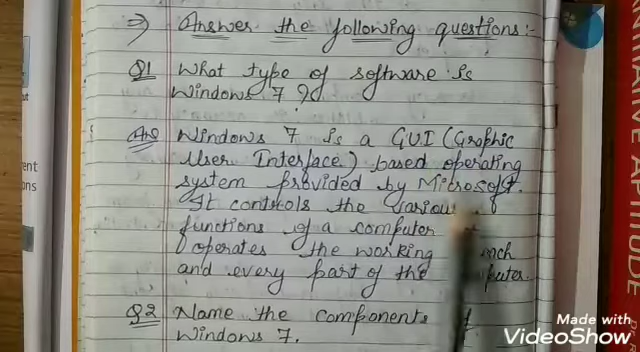 ⇒ Answer the following questions :-
Q1 What type of software is
Windows 7 ?
Ans Windows 7 is a GUI (Graphic
User Interface) based operating
system provided by Microsoft.
It controls the
functions of a computer
operates the working
and every part of the
Q2 Name the components
Windows 7.
Made with
VideoShow